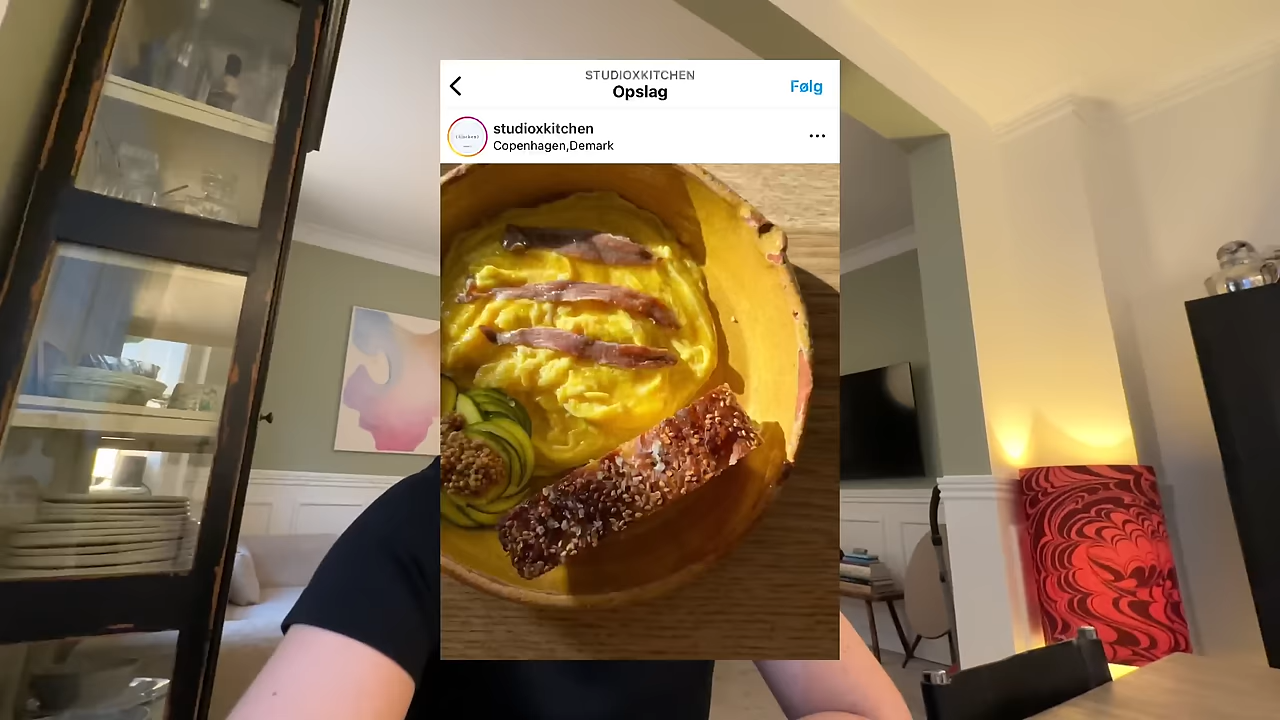 STUDIOXKITCHEN
Opslag
Følg
studioxkitchen
Copenhagen,Demark